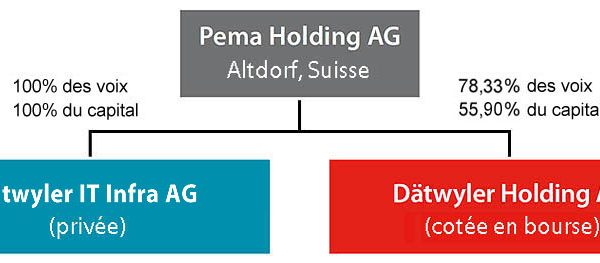 Pema Holding AG
Altdorf, Suisse
100% des voix
100% du capital
78,33% des voix
55,90% du capita
twyler IT Infra AG
(privée)
Dätwyler Holding A
(cotée en bourse)